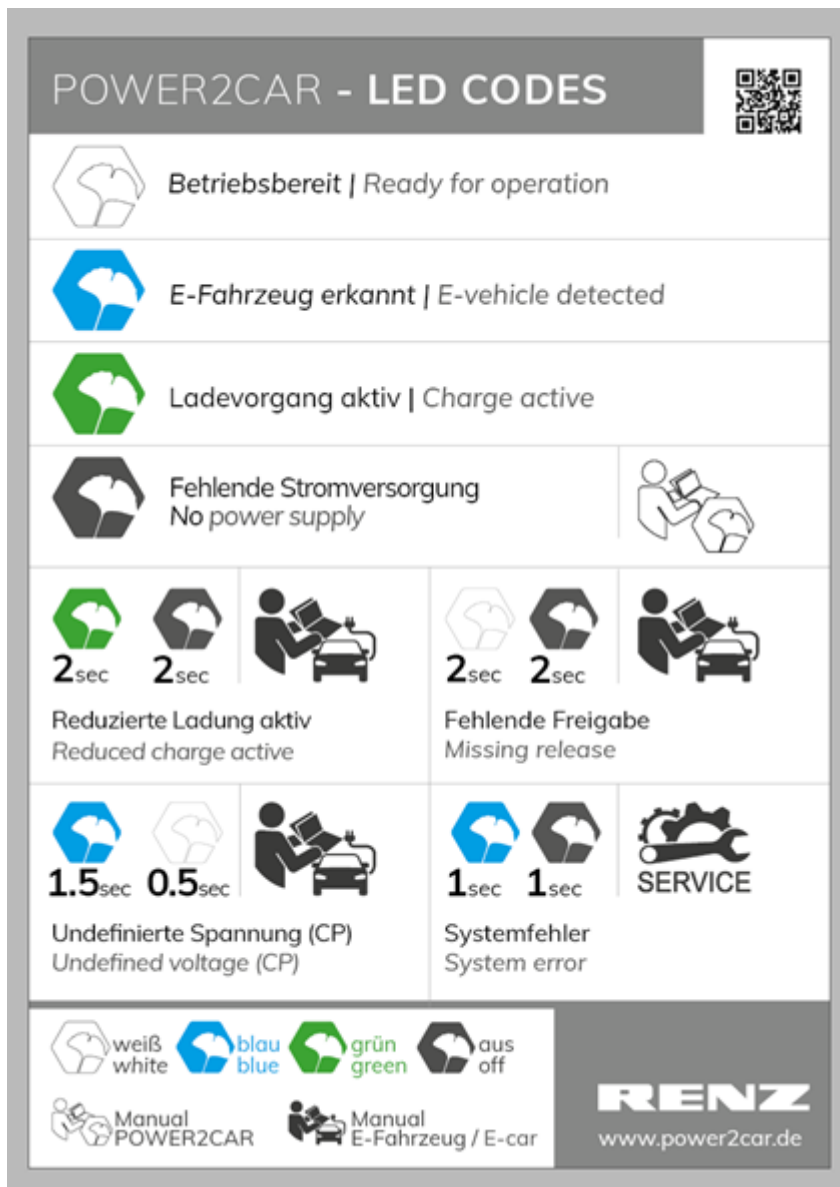 POWER2CAR - LED CODES
Betriebsbereit | Ready for operation
E-Fahrzeug erkannt | E-vehicle detected
Ladevorgang aktiv | Charge active
Fehlende Stromversorgung
No power supply
2sec 2sec
Reduzierte Ladung aktiv
Reduced charge active
2sec 2sec
Fehlende Freigabe
Missing release
1.5sec 0.5sec
Undefinierte Spannung (CP)
Undefined voltage (CP)
1sec 1sec
SERVICE
Systemfehler
System error
weiß
white
blau
blue
grün
green
aus
off
Manual
POWER2CAR
Manual
E-Fahrzeug / E-car
RENZ
www.power2car.de